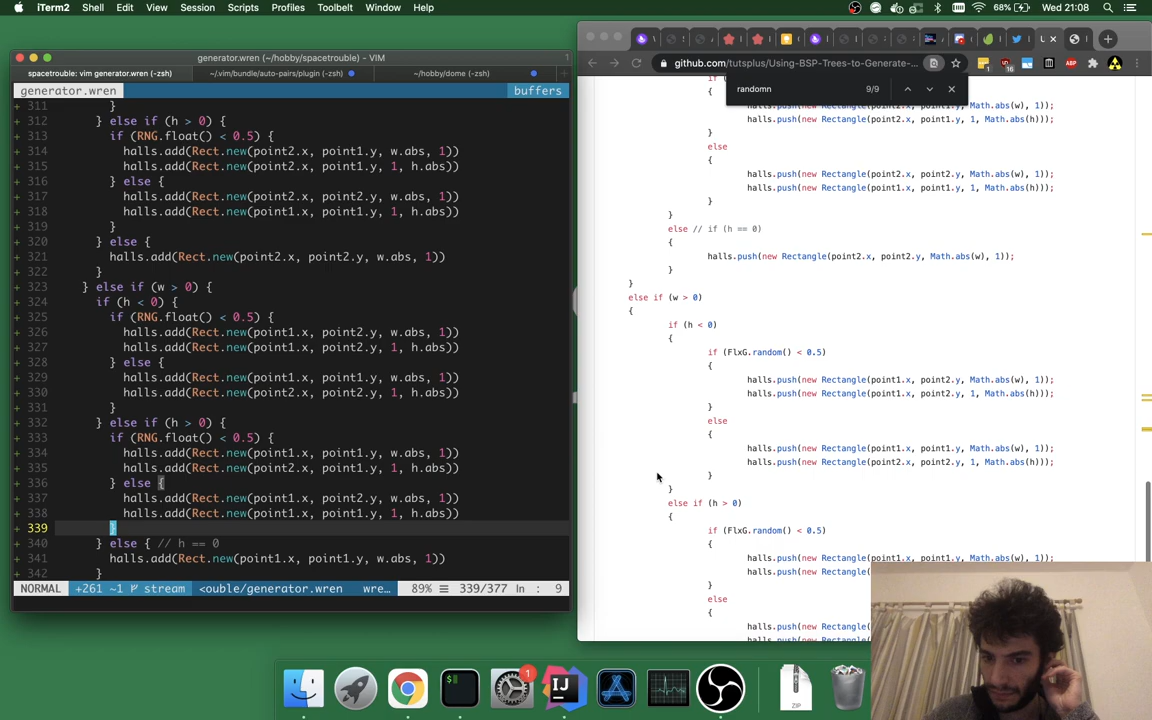 iTerm2 Shell Edit View Session Scripts Profiles Toolbelt Window Help 68% Wed 21:08
generator.wren (~/hobby/spacetrouble) - VIM
spacetrouble: vim generator.wren (-zsh) ~/.vim/bundle/auto-pairs/plugin (-zsh) ~/hobby/dome (-zsh)
generator.wren buffers
+ 311 }
+ 312 } else if (h > 0) {
+ 313 if (RNG.float() < 0.5) {
+ 314 halls.add(Rect.new(point2.x, point1.y, w.abs, 1))
+ 315 halls.add(Rect.new(point2.x, point1.y, 1, h.abs))
+ 316 } else {
+ 317 halls.add(Rect.new(point2.x, point2.y, w.abs, 1))
+ 318 halls.add(Rect.new(point1.x, point1.y, 1, h.abs))
+ 319 }
+ 320 } else {
+ 321 halls.add(Rect.new(point2.x, point2.y, w.abs, 1))
+ 322 }
+ 323 } else if (w > 0) {
+ 324 if (h < 0) {
+ 325 if (RNG.float() < 0.5) {
+ 326 halls.add(Rect.new(point1.x, point2.y, w.abs, 1))
+ 327 halls.add(Rect.new(point1.x, point2.y, 1, h.abs))
+ 328 } else {
+ 329 halls.add(Rect.new(point1.x, point1.y, w.abs, 1))
+ 330 halls.add(Rect.new(point2.x, point2.y, 1, h.abs))
+ 331 }
+ 332 } else if (h > 0) {
+ 333 if (RNG.float() < 0.5) {
+ 334 halls.add(Rect.new(point1.x, point1.y, w.abs, 1))
+ 335 halls.add(Rect.new(point2.x, point1.y, 1, h.abs))
+ 336 } else {
+ 337 halls.add(Rect.new(point1.x, point2.y, w.abs, 1))
+ 338 halls.add(Rect.new(point1.x, point1.y, 1, h.abs))
+ 339 }
+ 340 } else { // h == 0
+ 341 halls.add(Rect.new(point1.x, point1.y, w.abs, 1))
+ 342 }
NORMAL +261 ~1 stream <ouble/generator.wren wre… 89% 339/377 ln : 9
github.com/tutsplus/Using-BSP-Trees-to-Generate-…
randomn 9/9
{
halls.push(new Rectangle(point2.x, point1.y, 1, Math.abs(h)));
}
else
{
halls.push(new Rectangle(point2.x, point2.y, Math.abs(w), 1));
halls.push(new Rectangle(point1.x, point1.y, 1, Math.abs(h)));
}
}
else // if (h == 0)
{
halls.push(new Rectangle(point2.x, point2.y, Math.abs(w), 1));
}
}
else if (w > 0)
{
if (h < 0)
{
if (FlxG.random() < 0.5)
{
halls.push(new Rectangle(point1.x, point2.y, Math.abs(w), 1));
halls.push(new Rectangle(point1.x, point2.y, 1, Math.abs(h)));
}
else
{
halls.push(new Rectangle(point1.x, point1.y, Math.abs(w), 1));
halls.push(new Rectangle(point2.x, point2.y, 1, Math.abs(h)));
}
}
else if (h > 0)
{
if (FlxG.random() < 0.5)
{
halls.push(new Rectangle(point1.x, point1.y, Math.abs(w), 1));
halls.push(new Rectangle(
}
else
{
halls.push(new Rectangle(
1
ZIP